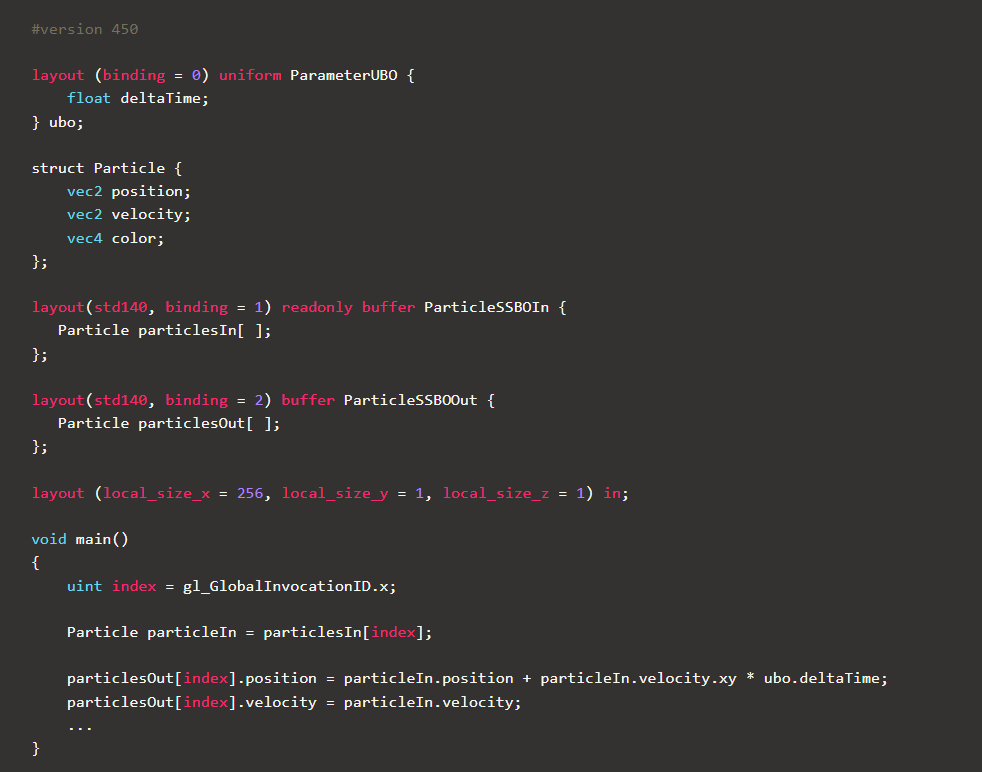 #version 450
layout (binding = 0) uniform ParameterUBO {
    float deltaTime;
} ubo;
struct Particle {
    vec2 position;
    vec2 velocity;
    vec4 color;
};
layout(std140, binding = 1) readonly buffer ParticleSSBOIn {
   Particle particlesIn[ ];
};
layout(std140, binding = 2) buffer ParticleSSBOOut {
   Particle particlesOut[ ];
};
layout (local_size_x = 256, local_size_y = 1, local_size_z = 1) in;
void main()
{
    uint index = gl_GlobalInvocationID.x;
    Particle particleIn = particlesIn[index];
    particlesOut[index].position = particleIn.position + particleIn.velocity.xy * ubo.deltaTime;
    particlesOut[index].velocity = particleIn.velocity;
    ...
}